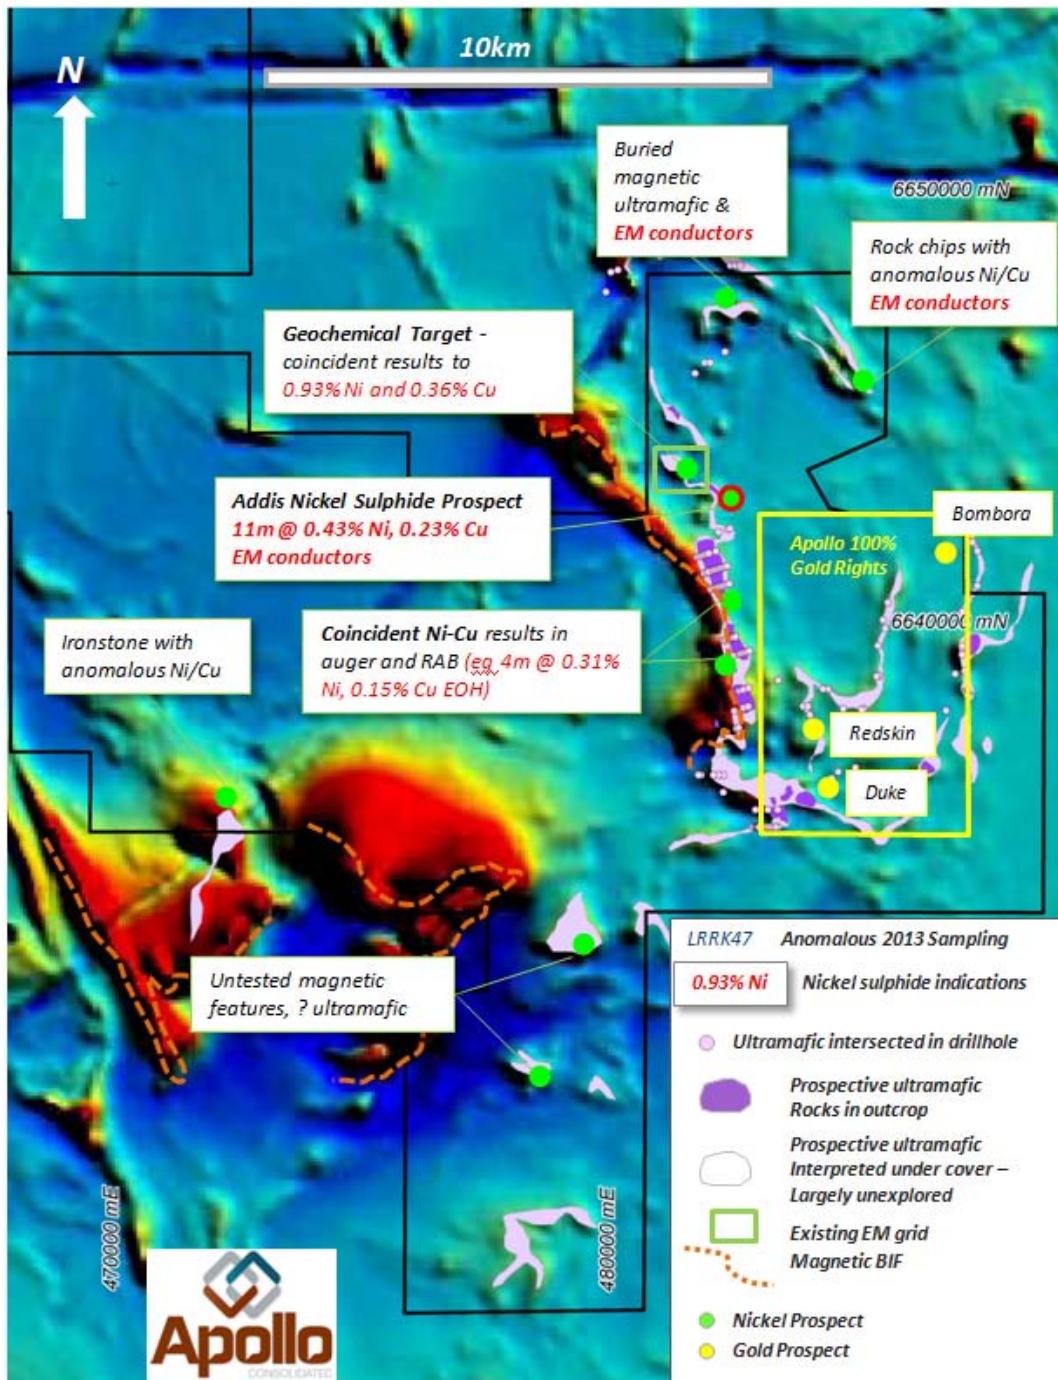 10km
N
Buried
magnetic
ultramafic &
EM conductors
6650000 mN
Rock chips with
anomalous Ni/Cu
EM conductors
Geochemical Target -
coincident results to
0.93% Ni and 0.36% Cu
Addis Nickel Sulphide Prospect
11m @ 0.43% Ni, 0.23% Cu
EM conductors
Bombora
Apollo 100%
Gold Rights
6640000 mN
Ironstone with
anomalous Ni/Cu
Coincident Ni-Cu results in
auger and RAB (eg, 4m @ 0.31%
Ni, 0.15% Cu EOH)
Redskin
Duke
Untested magnetic
features, ? ultramafic
LRRK47 Anomalous 2013 Sampling
0.93% Ni Nickel sulphide indications
Ultramafic intersected in drillhole
Prospective ultramafic
Rocks in outcrop
Prospective ultramafic
Interpreted under cover –
Largely unexplored
Existing EM grid
Magnetic BIF
Nickel Prospect
Gold Prospect
470000 mE
480000 mE
Apollo
CONSOLIDATED